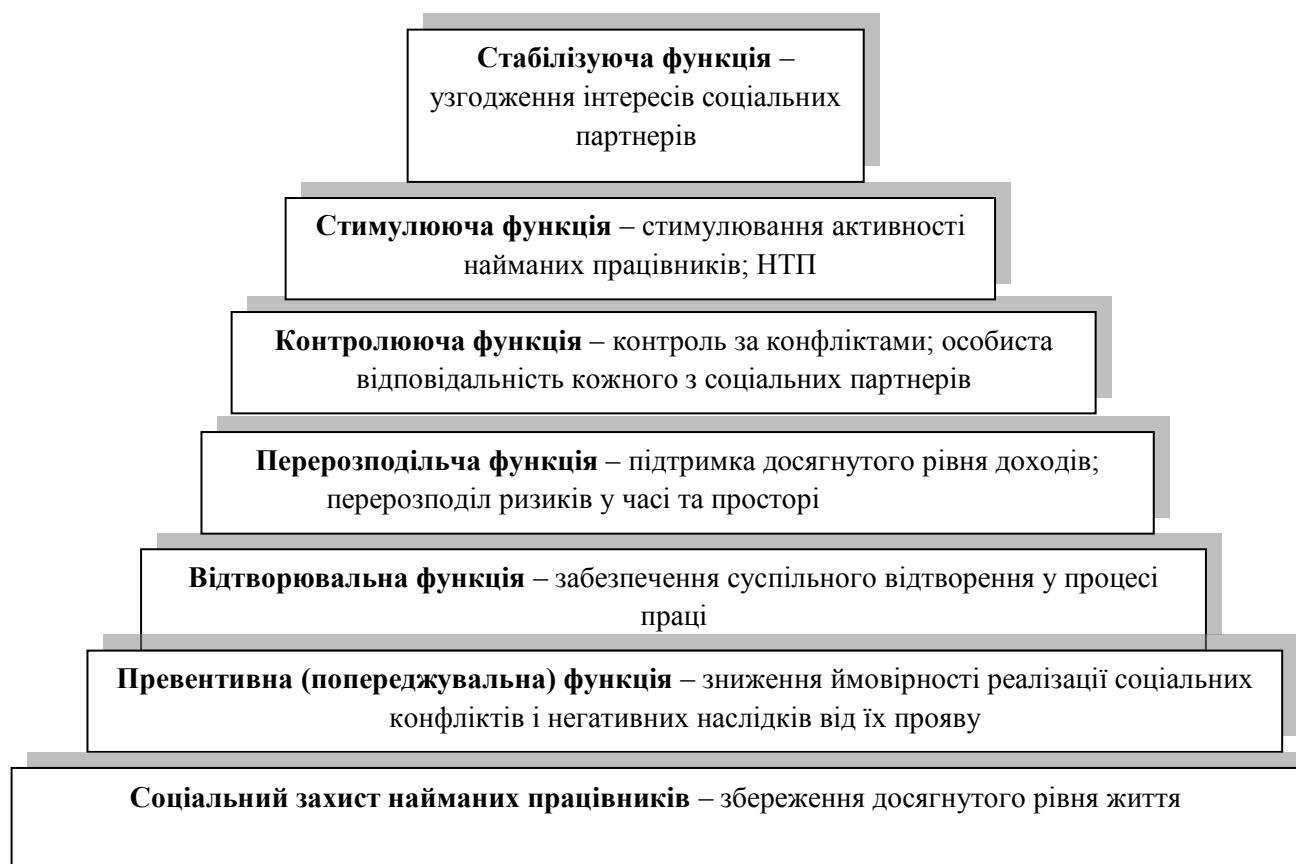 Стабілізуюча функція –
узгодження інтересів соціальних
партнерів
Стимулююча функція – стимулювання активності
найманих працівників; НТП
Контролююча функція – контроль за конфліктами; особиста
відповідальність кожного з соціальних партнерів
Перерозподільча функція – підтримка досягнутого рівня доходів;
перерозподіл ризиків у часі та просторі
Відтворювальна функція – забезпечення суспільного відтворення у процесі
праці
Превентивна (попереджувальна) функція – зниження ймовірності реалізації соціальних
конфліктів і негативних наслідків від їх прояву
Соціальний захист найманих працівників – збереження досягнутого рівня життя